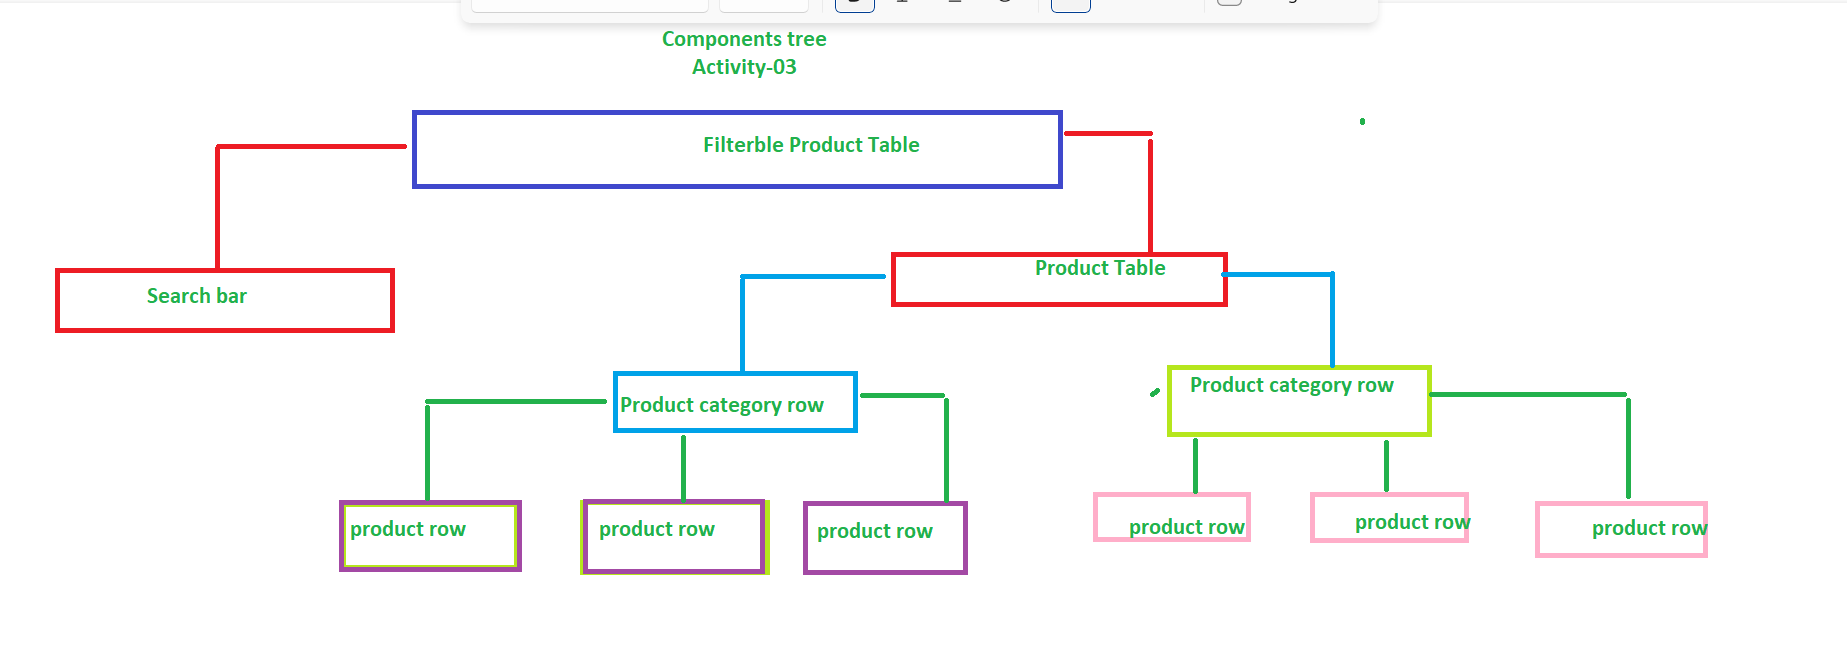 Components tree
Activity-03
Filterble Product Table
Search bar
Product Table
Product category row
Product category row
product row
product row
product row
product row
product row
product row